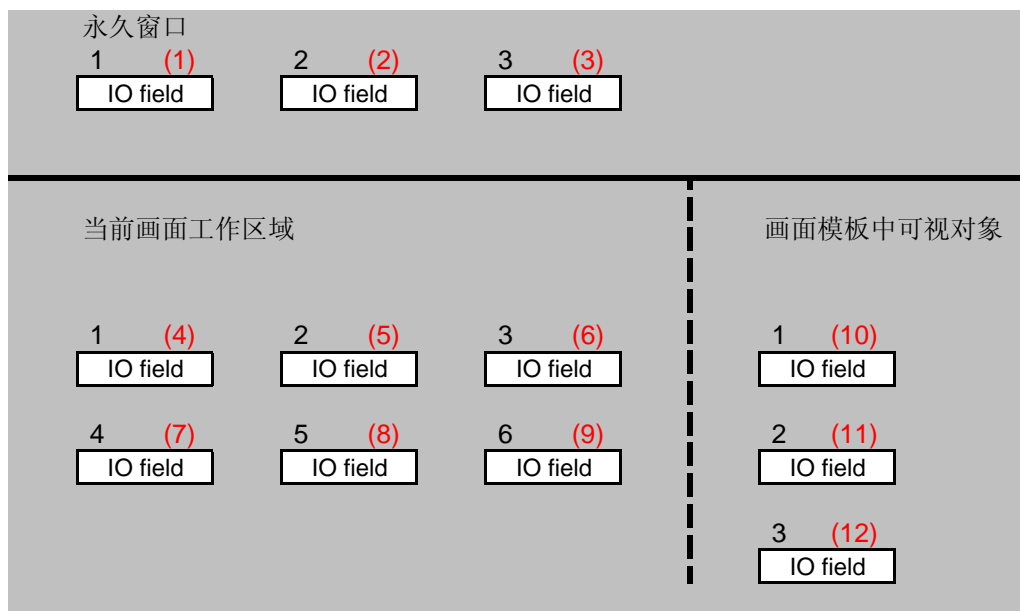 永久窗口
1 (1) 2 (2) 3 (3)
IO field IO field IO field
当前画面工作区域 画面模板中可视对象
1 (4) 2 (5) 3 (6) 1 (10)
IO field IO field IO field IO field
4 (7) 5 (8) 6 (9) 2 (11)
IO field IO field IO field IO field
3 (12)
IO field